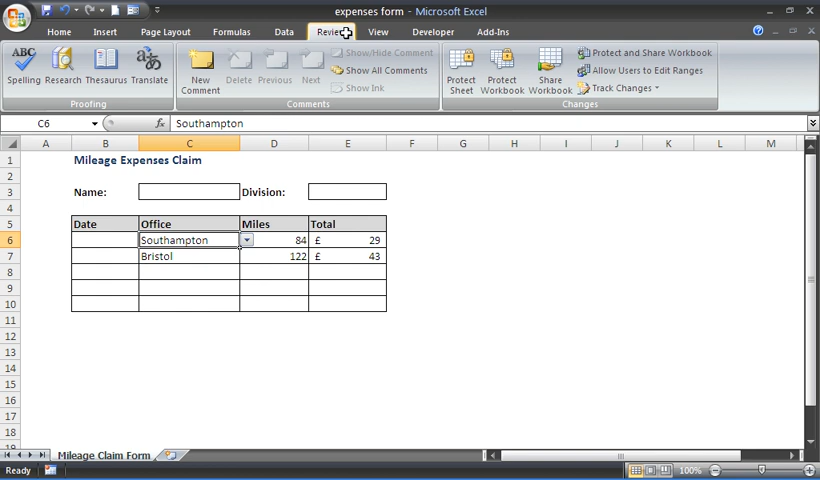 expenses form - Microsoft Excel
Home Insert Page Layout Formulas Data Review View Developer Add-Ins
ABC
Spelling Research Thesaurus Translate
New Comment Delete Previous Next
Show/Hide Comment
Show All Comments
Show Ink
Protect Sheet Protect Workbook Share Workbook
Protect and Share Workbook
Allow Users to Edit Ranges
Track Changes
Proofing Comments Changes
C6 fx Southampton
A B C D E F G H I J K L M
1 Mileage Expenses Claim
2
3 Name: Division:
4
5 Date Office Miles Total
6 Southampton 84 £ 29
7 Bristol 122 £ 43
8
9
10
11
12
13
14
15
16
17
18
19
Mileage Claim Form
Ready 100%